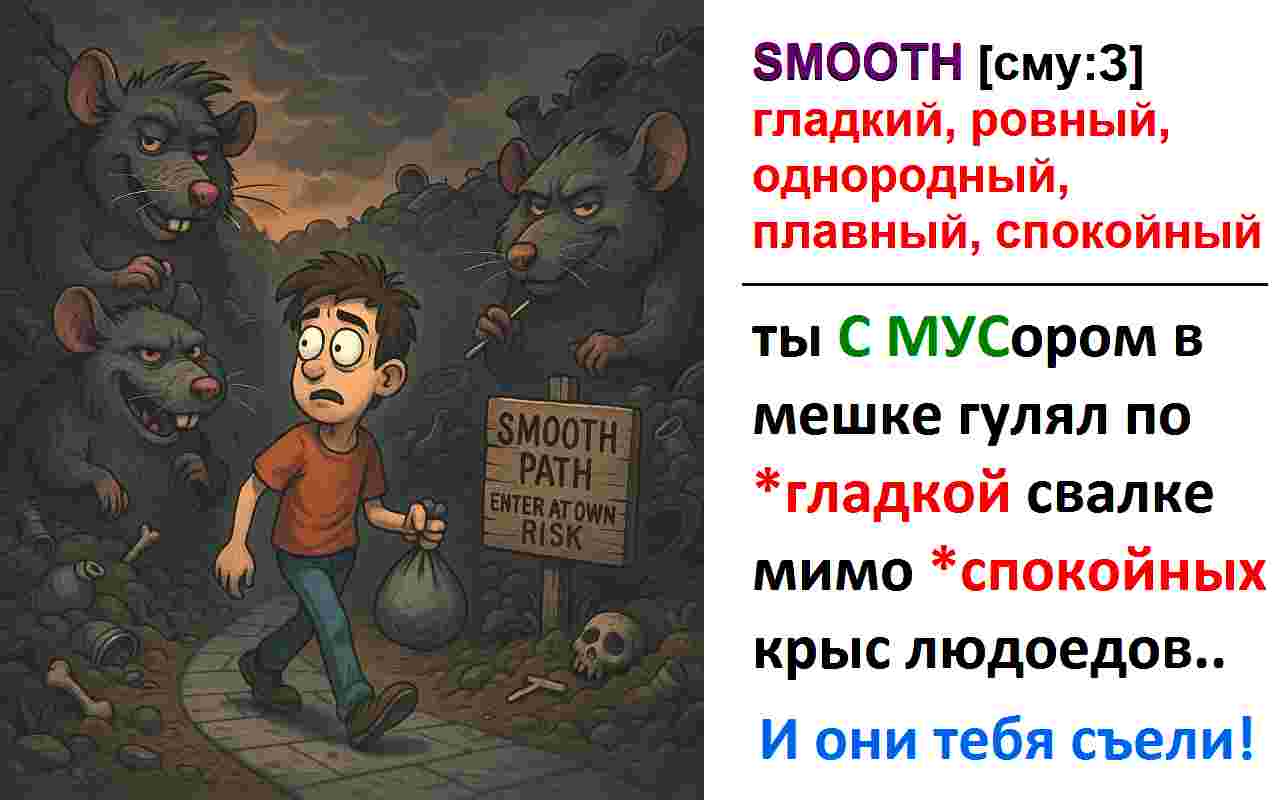 SMOOTH [сму:З]
гладкий, ровный,
однородный,
плавный, спокойный
ты С МУСором в
мешке гулял по
*гладкой свалке
мимо *спокойных
крыс людоедов..
И они тебя съели!
SMOOTH
PATH
ENTER AT OWN
RISK